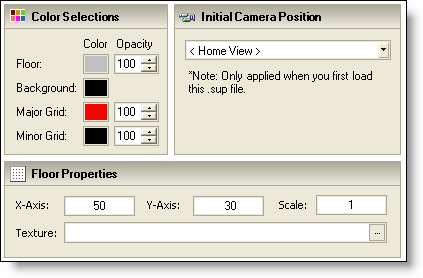 Color Selections
Color Opacity
Floor: 100
Background:
Major Grid: 100
Minor Grid: 100
Initial Camera Position
< Home View >
*Note: Only applied when you first load
this .sup file.
Floor Properties
X-Axis: 50 Y-Axis: 30 Scale: 1
Texture: ...